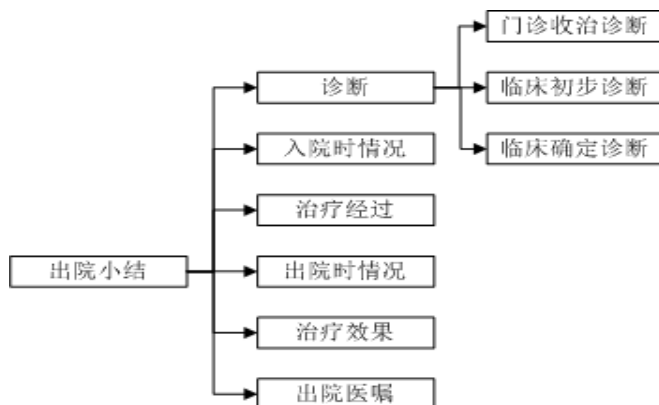 门诊收治诊断
诊断
临床初步诊断
入院时情况
临床确定诊断
治疗经过
出院小结
出院时情况
治疗效果
出院医嘱